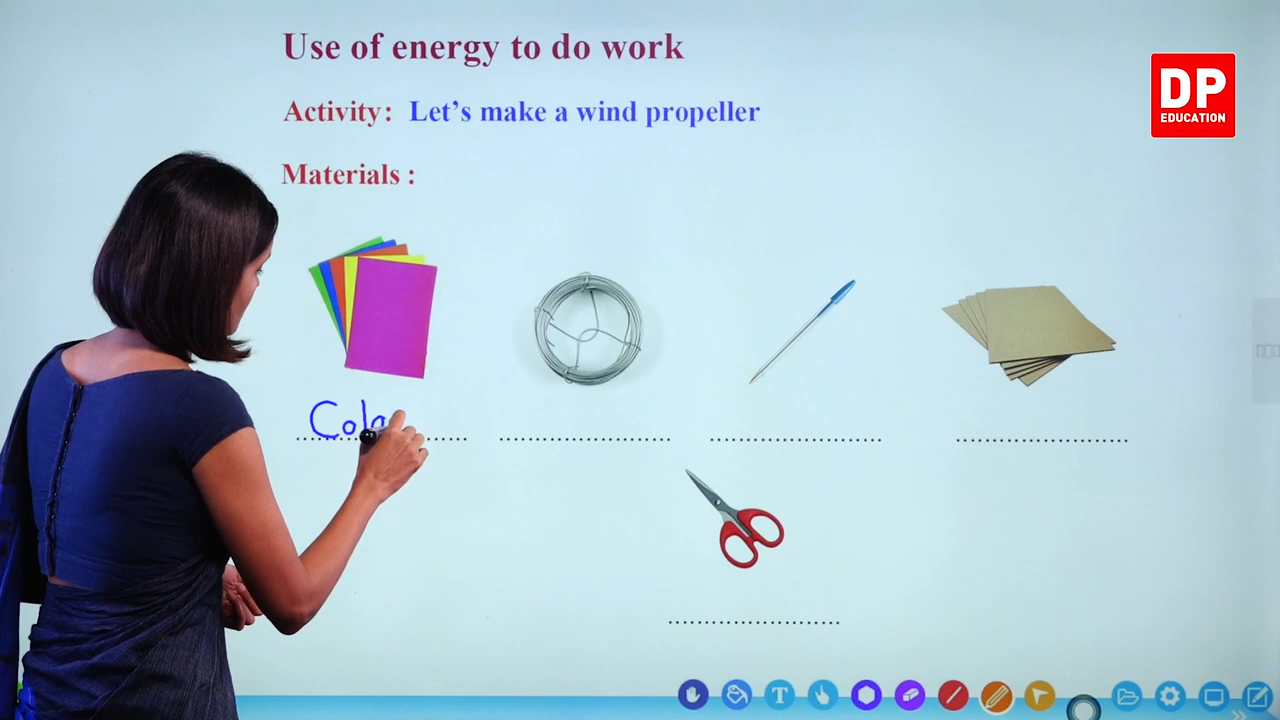 Use of energy to do work
DP
EDUCATION
Activity: Let's make a wind propeller
Materials :
Colo
T